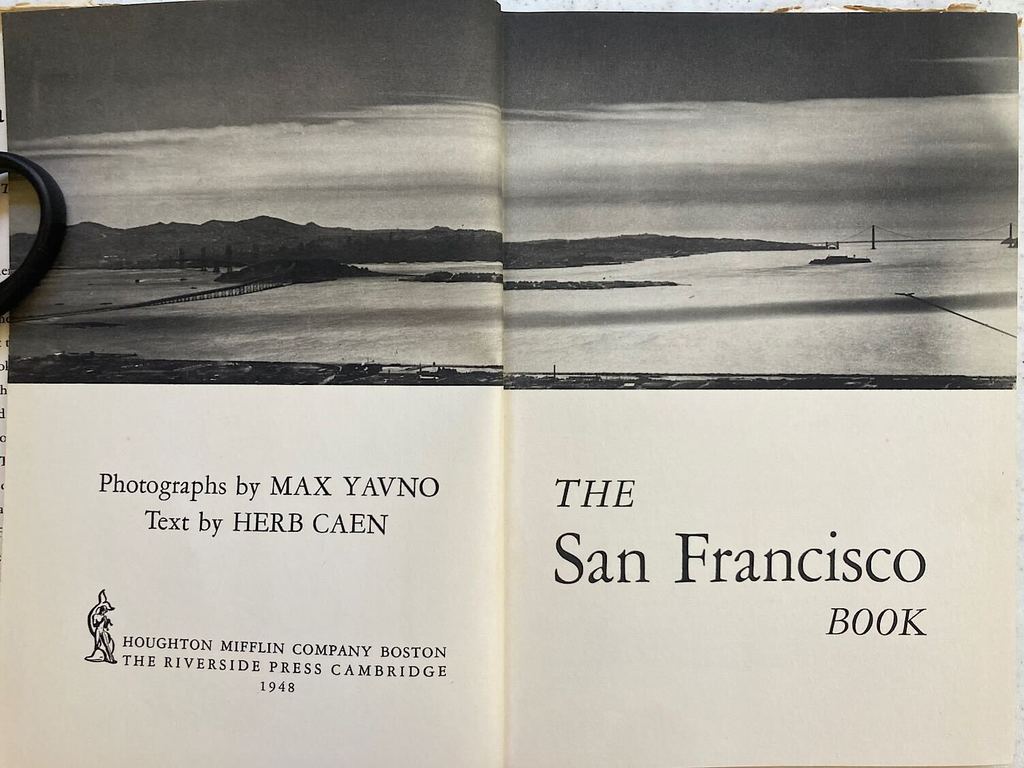 Photographs by MAX YAVNO
Text by HERB CAEN
HOUGHTON MIFFLIN COMPANY BOSTON
THE RIVERSIDE PRESS CAMBRIDGE
1948
THE
San Francisco
BOOK